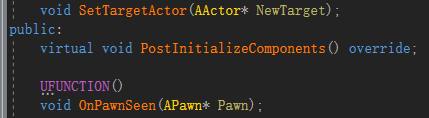 void SetTargetActor(AActor* NewTarget);
public:
virtual void PostInitializeComponents() override;
UFUNCTION()
void OnPawnSeen(APawn* Pawn);